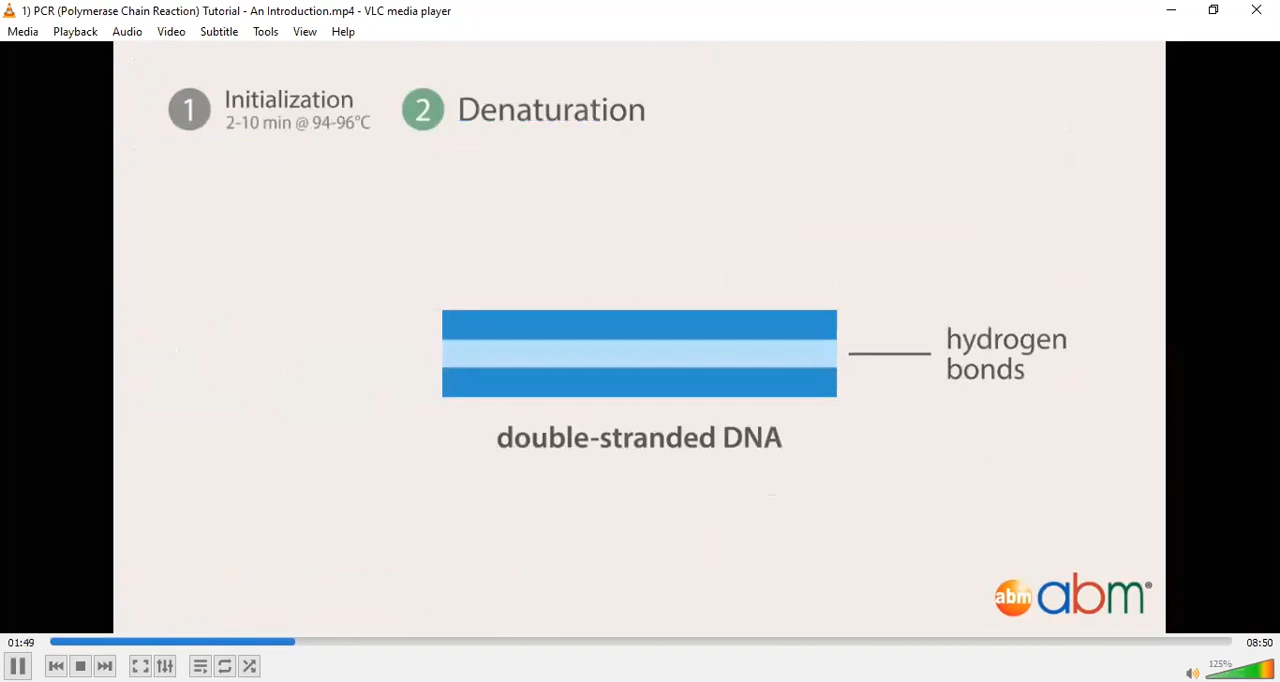 1) PCR (Polymerase Chain Reaction) Tutorial - An Introduction.mp4 - VLC media player
Media Playback Audio Video Subtitle Tools View Help
1 Initialization
2-10 min @ 94-96°C
2 Denaturation
hydrogen
bonds
double-stranded DNA
abm abm®
01:49
08:50
125%